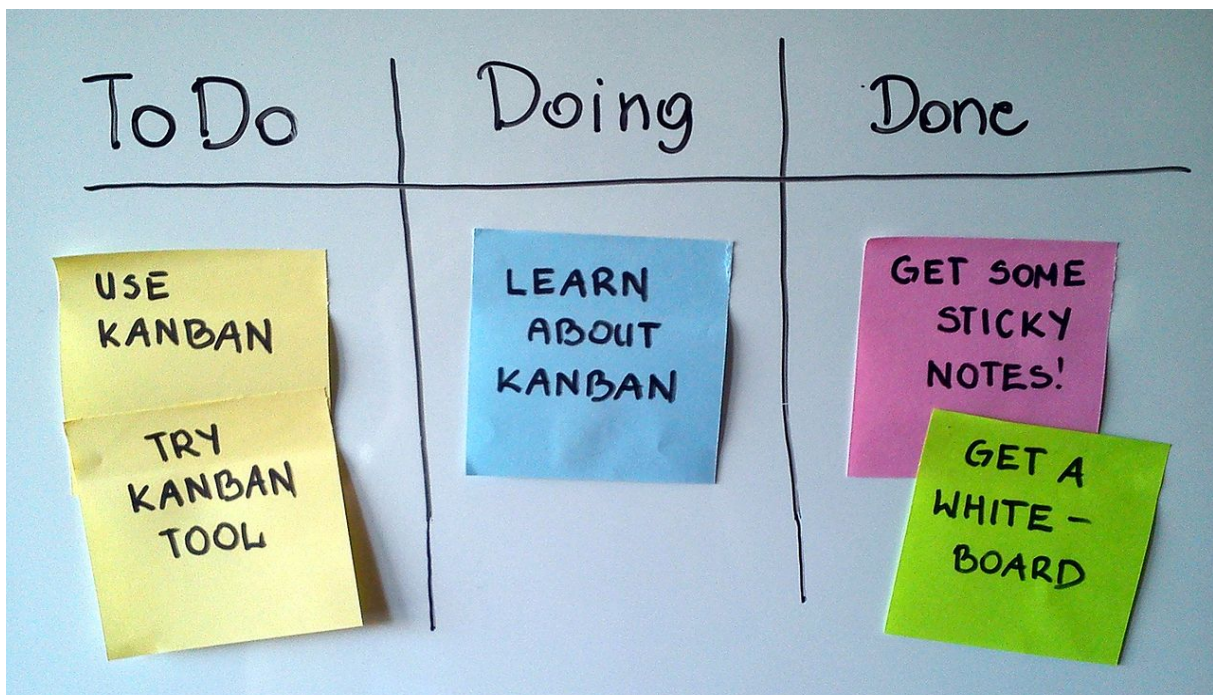 To Do
Doing
Done
USE
KANBAN
TRY
KANBAN
TOOL
LEARN
ABOUT
KANBAN
GET SOME
STICKY
NOTES!
GET A
WHITE-
BOARD